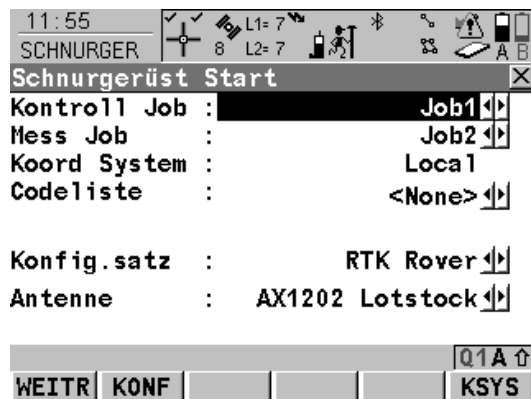 11:55
SCHNURGER
8
L1= 7
L2= 7
A B
Schnurgerüst Start
Kontroll Job : Job1
Mess Job : Job2
Koord System : Local
Codeliste : <None>
Konfig.satz : RTK Rover
Antenne : AX1202 Lotstock
Q1A
WEITR KONF KSYS